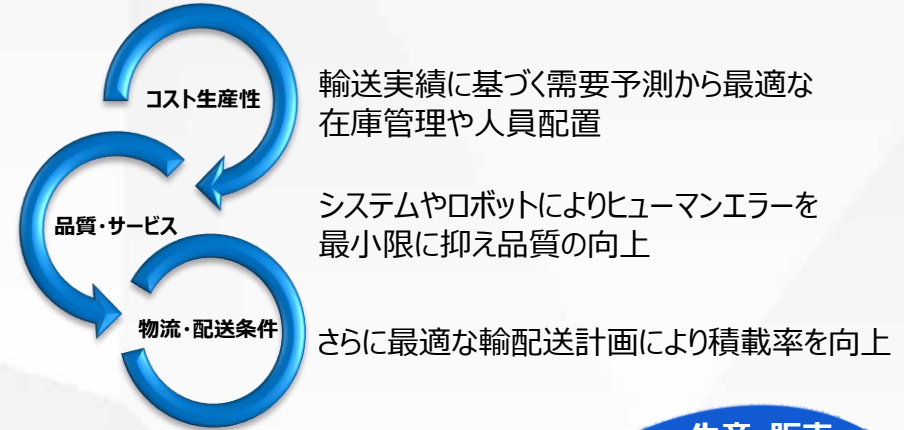 コスト生産性
輸送実績に基づく需要予測から最適な
在庫管理や人員配置
品質・サービス
システムやロボットによりヒューマンエラーを
最小限に抑え品質の向上
物流・配送条件
さらに最適な輸配送計画により積載率を向上
生産・販売